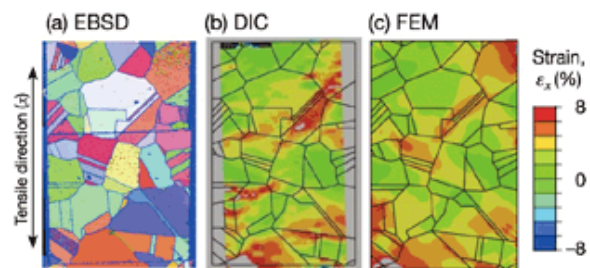 (a) EBSD
(b) DIC
(c) FEM
Tensile direction (x)
Strain,
εx (%)
8
0
–8